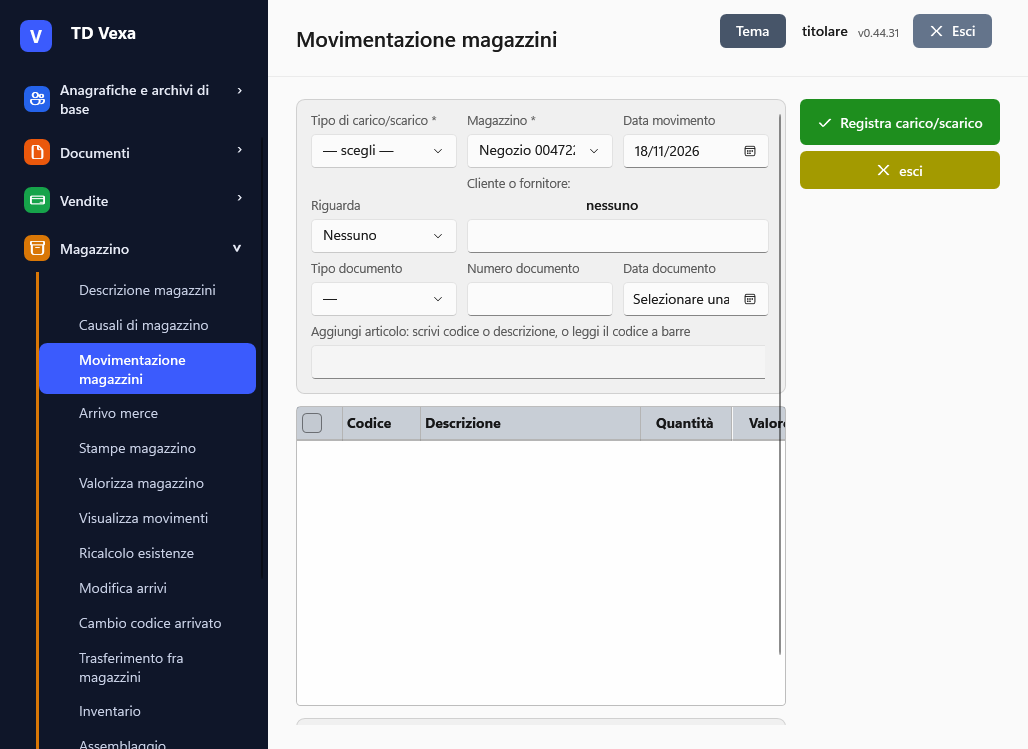 V TD Vexa
Anagrafiche e archivi di
base
Documenti
Vendite
Magazzino
Descrizione magazzini
Causali di magazzino
Movimentazione
magazzini
Arrivo merce
Stampe magazzino
Valorizza magazzino
Visualizza movimenti
Ricalcolo esistenze
Modifica arrivi
Cambio codice arrivato
Trasferimento fra
magazzini
Inventario
Assemblaggio
Movimentazione magazzini
Tema
titolare v0.44.31
Esci
Tipo di carico/scarico * Magazzino * Data movimento
— scegli — Negozio 00472 18/11/2026
Cliente o fornitore:
Riguarda nessuno
Nessuno
Tipo documento Numero documento Data documento
— Selezionare una
Aggiungi articolo: scrivi codice o descrizione, o leggi il codice a barre
Codice Descrizione Quantità Valore
Registra carico/scarico
esci